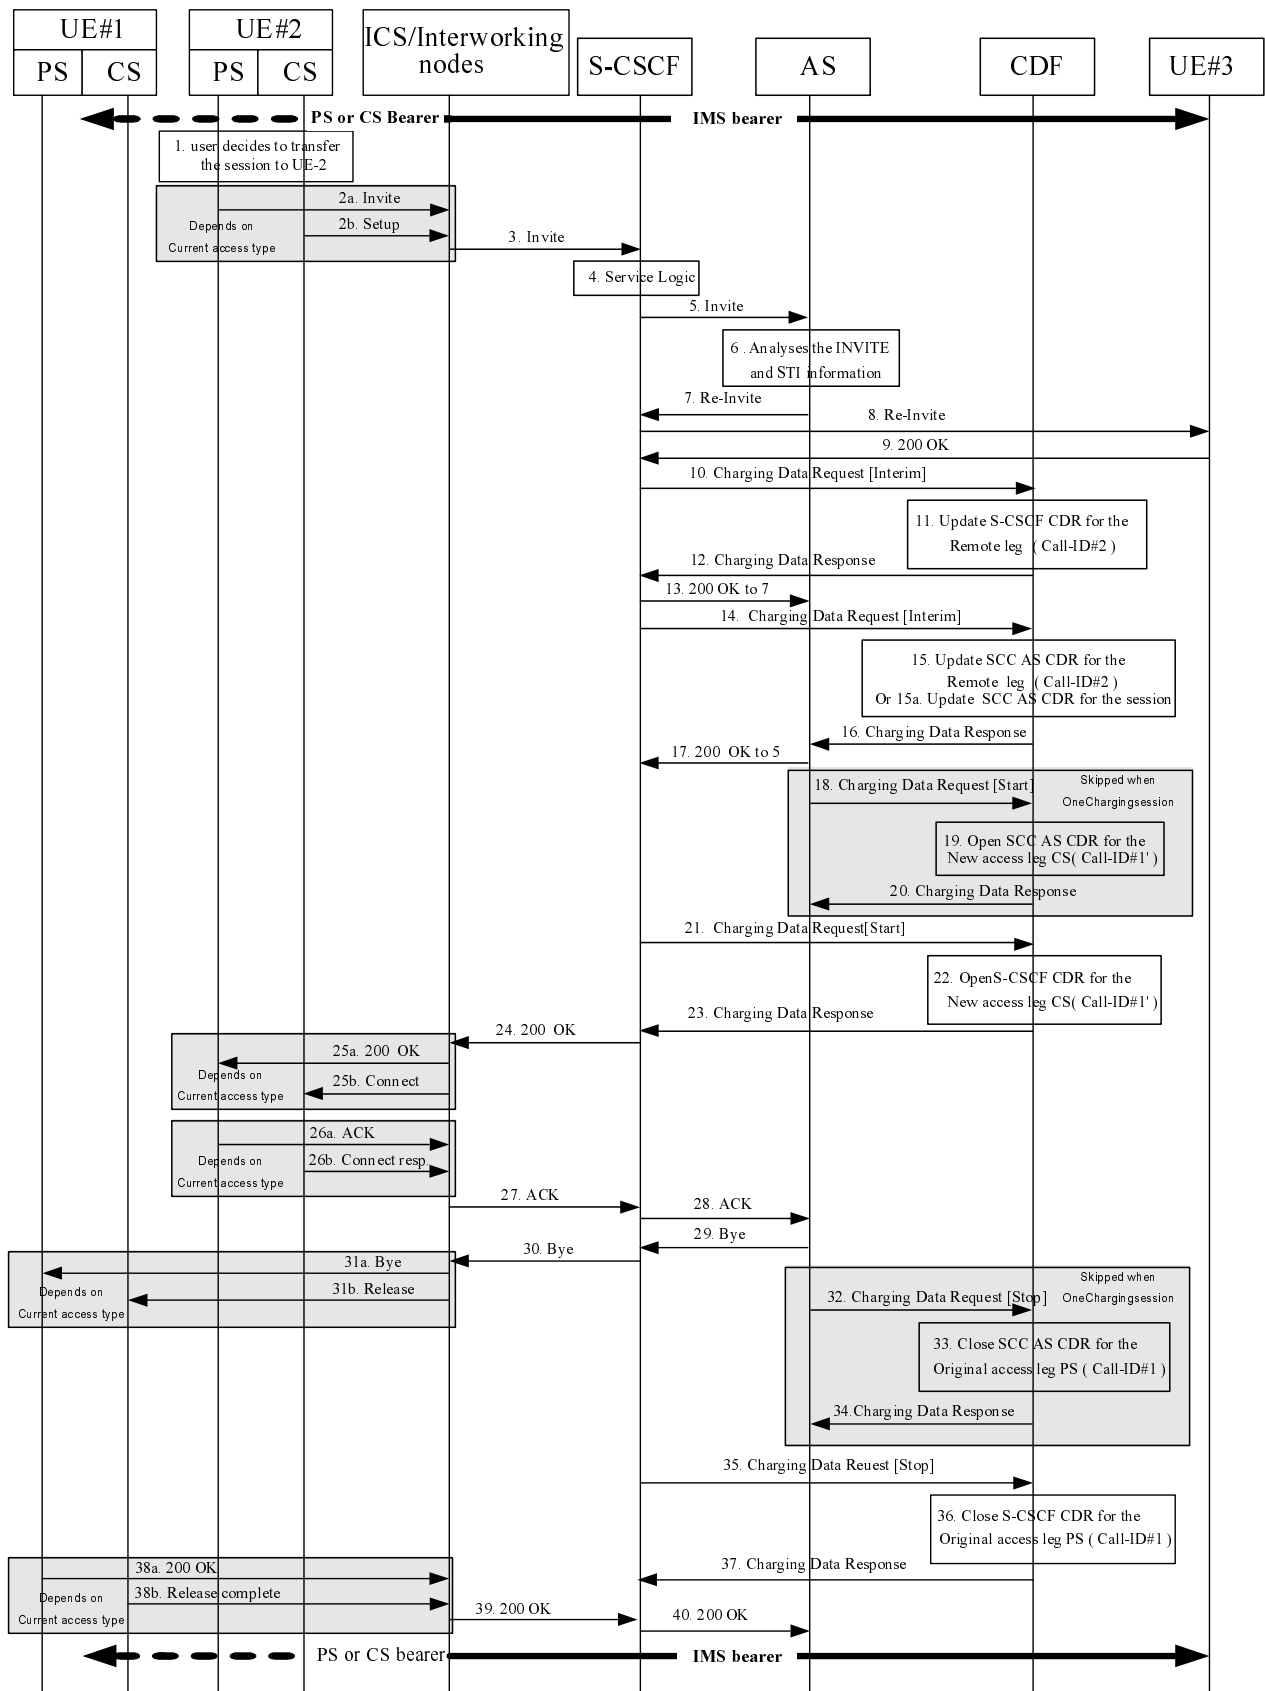 UE#1
UE#2
ICS/Interworking
nodes
PS
CS
PS
CS
S-CSCF
AS
CDF
UE#3
PS or CS Bearer
IMS bearer
1. user decides to transfer
the session to UE-2
2a. Invite
2b. Setup
Depends on
Current access type
3. Invite
4. Service Logic
5. Invite
6 . Analyses the INVITE
and STI information
7. Re-Invite
8. Re-Invite
9. 200 OK
10. Charging Data Request [Interim]
11. Update S-CSCF CDR for the
Remote leg ( Call-ID#2 )
12. Charging Data Response
13. 200 OK to 7
14. Charging Data Request [Interim]
15. Update SCC AS CDR for the
Remote leg ( Call-ID#2 )
Or 15a. Update SCC AS CDR for the session
16. Charging Data Response
17. 200 OK to 5
18. Charging Data Request [Start]
Skipped when
OneChargingsession
19. Open SCC AS CDR for the
New access leg CS( Call-ID#1' )
20. Charging Data Response
21. Charging Data Request[Start]
22. OpenS-CSCF CDR for the
New access leg CS( Call-ID#1' )
23. Charging Data Response
24. 200 OK
25a. 200 OK
25b. Connect
Depends on
Current access type
26a. ACK
26b. Connect resp.
Depends on
Current access type
27. ACK
28. ACK
29. Bye
30. Bye
31a. Bye
31b. Release
Depends on
Current access type
Skipped when
OneChargingsession
32. Charging Data Request [Stop]
33. Close SCC AS CDR for the
Original access leg PS ( Call-ID#1 )
34.Charging Data Response
35. Charging Data Reuest [Stop]
36. Close S-CSCF CDR for the
Original access leg PS ( Call-ID#1 )
37. Charging Data Response
38a. 200 OK
38b. Release complete
Depends on
Current access type
39. 200 OK
40. 200 OK
PS or CS bearer
IMS bearer